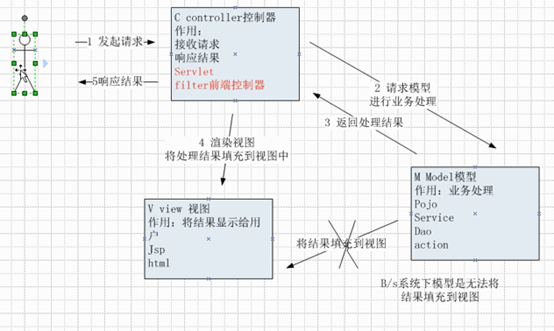 C controller控制器
作用：
接收请求
响应结果
Servlet
filter前端控制器
1 发起请求
5响应结果
2 请求模型
进行业务处理
3 返回处理结果
4 渲染视图
将处理结果填充到视图中
M Model模型
作用：业务处理
Pojo
Service
Dao
action
V view 视图
作用：将结果显示给用
户
Jsp
html
将结果填充到视图
B/s系统下模型是无法将
结果填充到视图